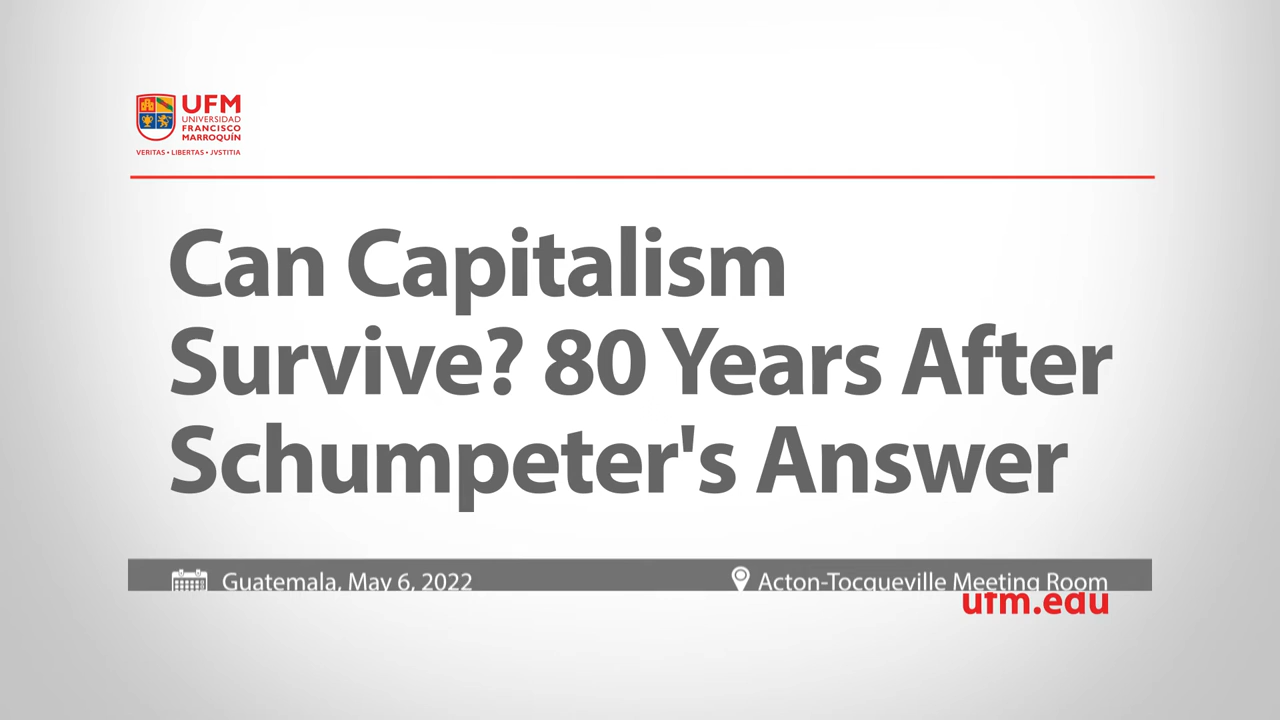 UFM
UNIVERSIDAD
FRANCISCO
MARROQUÍN
VERITAS • LIBERTAS • JVSTITIA
Can Capitalism
Survive? 80 Years After
Schumpeter's Answer
Guatemala, May 6, 2022
Acton-Tocqueville Meeting Room
ufm.edu